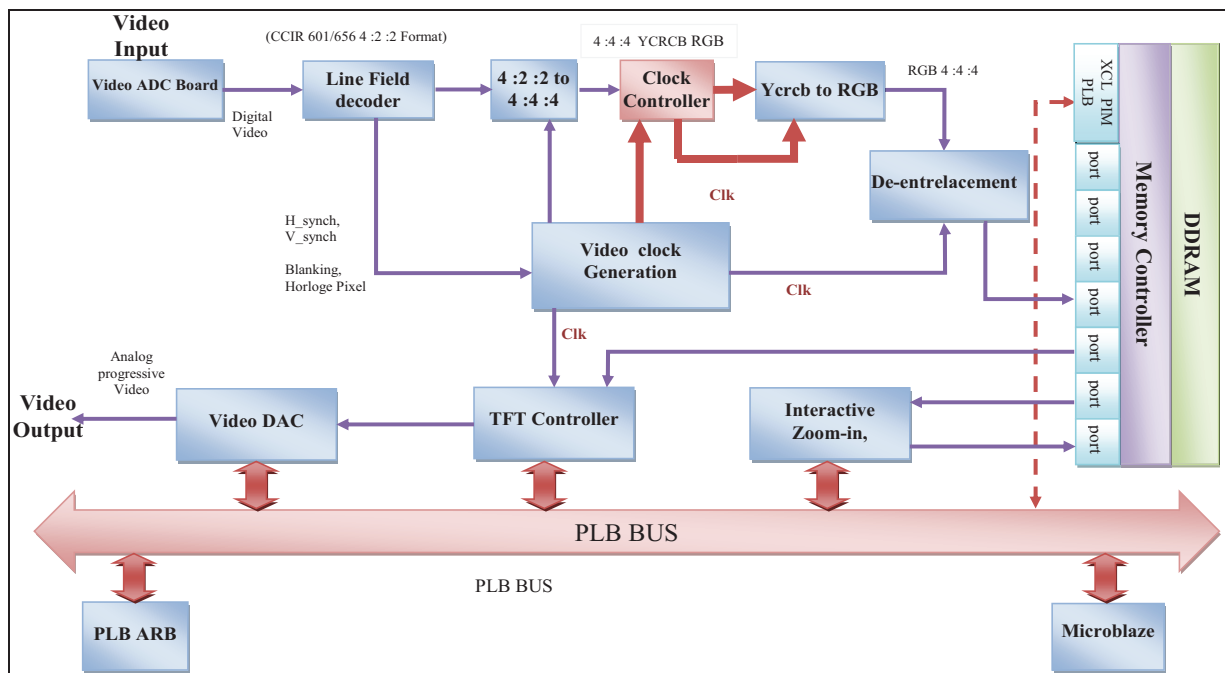 Video
Input
(CCIR 601/656 4 :2 :2 Format)
4 :4 :4 YCRCB RGB
Video ADC Board
Line Field
decoder
4 :2 :2 to
4 :4 :4
Clock
Controller
Ycrcb to RGB
RGB 4 :4 :4
XCL PIM
PLB
Digital
Video
De-entrelacement
Clk
H_synch,
V_synch
Blanking,
Horloge Pixel
Video clock
Generation
Clk
Clk
port
port
port
port
port
port
port
Memory Controller
DDRAM
Analog
progressive
Video
Video
Output
Video DAC
TFT Controller
Interactive
Zoom-in,
PLB BUS
PLB BUS
PLB ARB
Microblaze